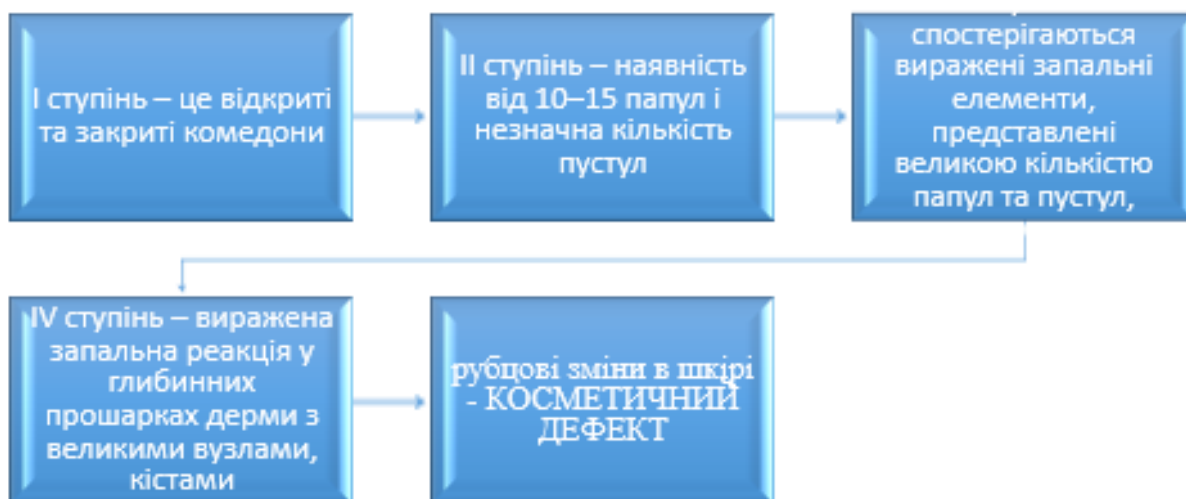 І ступінь – це відкриті
та закриті комедони
ІІ ступінь – наявність
від 10–15 папул і
незначна кількість
пустул
спостерігаються
виражені запальні
елементи,
представлені
великою кількістю
папул та пустул,
IV ступінь – виражена
запальна реакція у
глибинних
прошарках дерми з
великими вузлами,
кістами
рубцові зміни в шкірі
- КОСМЕТИЧНИЙ
ДЕФЕКТ